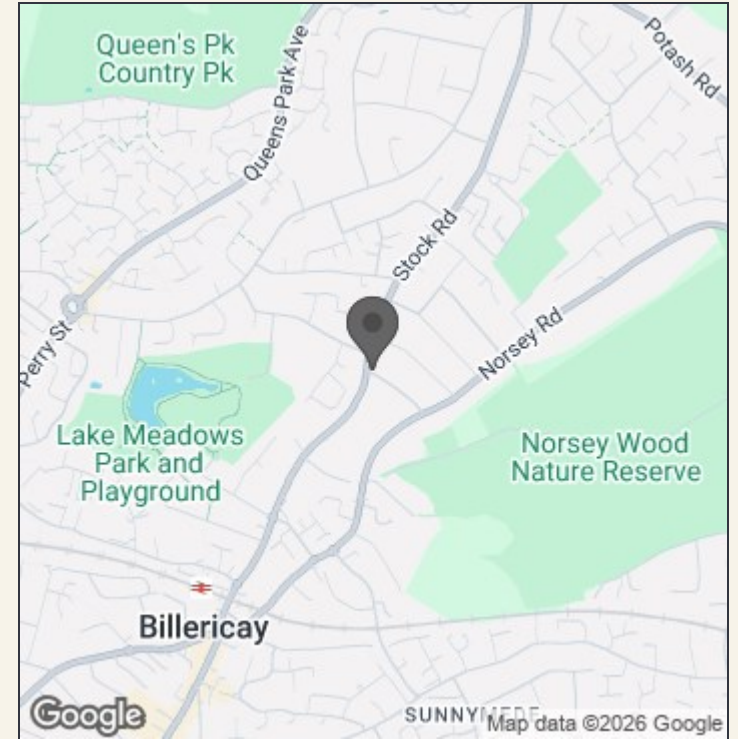 Queen's Pk
Country Pk
Queens Park Ave
Potash Rd
Stock Rd
Norsey Rd
Perry St
Lake Meadows
Park and
Playground
Norsey Wood
Nature Reserve
Billericay
SUNNYMEDE
Google
Map data ©2026 Google